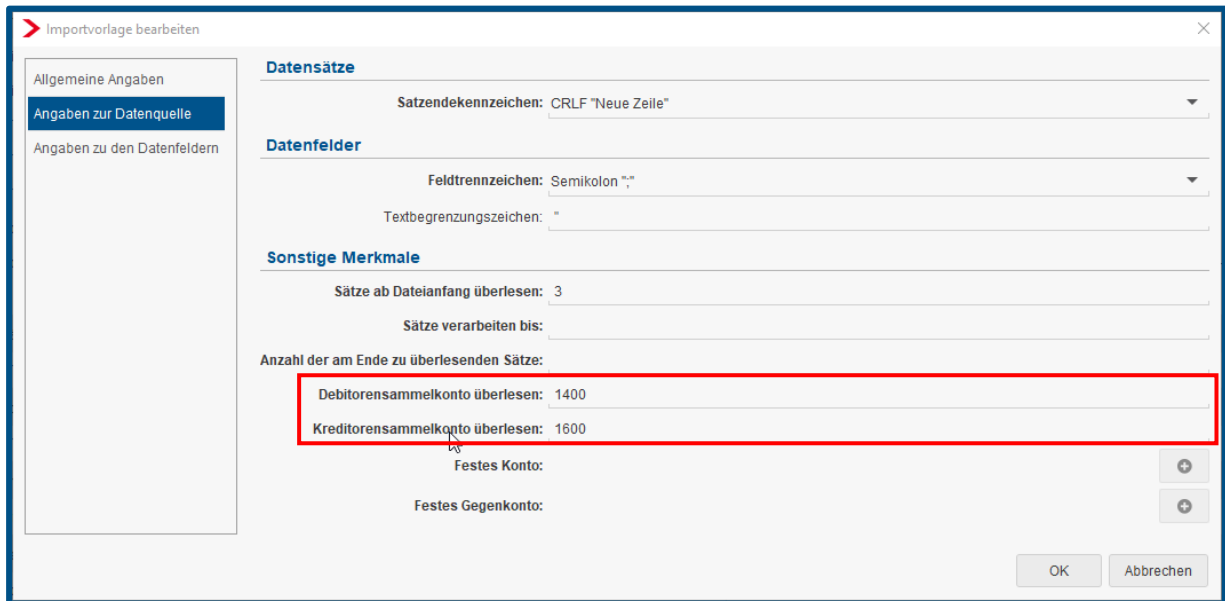 Importvorlage bearbeiten
Allgemeine Angaben
Angaben zur Datenquelle
Angaben zu den Datenfeldern
Datensätze
Satzendekennzeichen: CRLF "Neue Zeile"
Datenfelder
Feldtrennzeichen: Semikolon ";"
Textbegrenzungszeichen: "
Sonstige Merkmale
Sätze ab Dateianfang überlesen: 3
Sätze verarbeiten bis:
Anzahl der am Ende zu überlesenden Sätze:
Debitorensammelkonto überlesen: 1400
Kreditorensammelkonto überlesen: 1600
Festes Konto:
Festes Gegenkonto:
OK Abbrechen